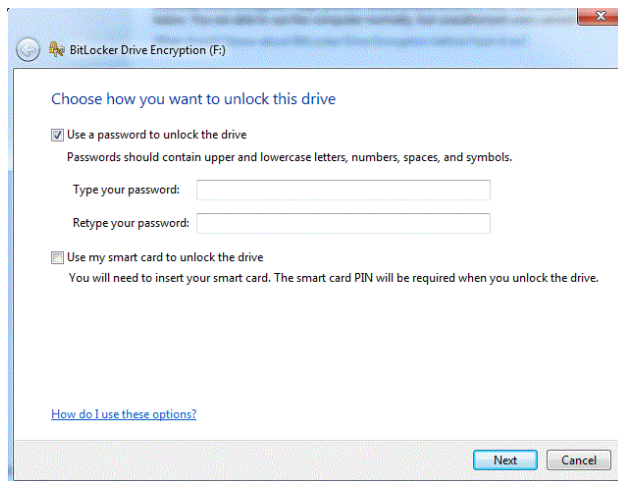 BitLocker Drive Encryption (F:)
Choose how you want to unlock this drive
Use a password to unlock the drive
Passwords should contain upper and lowercase letters, numbers, spaces, and symbols.
Type your password:
Retype your password:
Use my smart card to unlock the drive
You will need to insert your smart card. The smart card PIN will be required when you unlock the drive.
How do I use these options?
Next Cancel